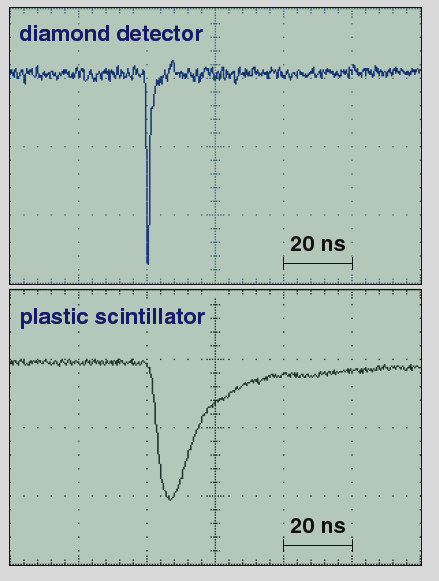 diamond detector
20 ns
plastic scintillator
20 ns